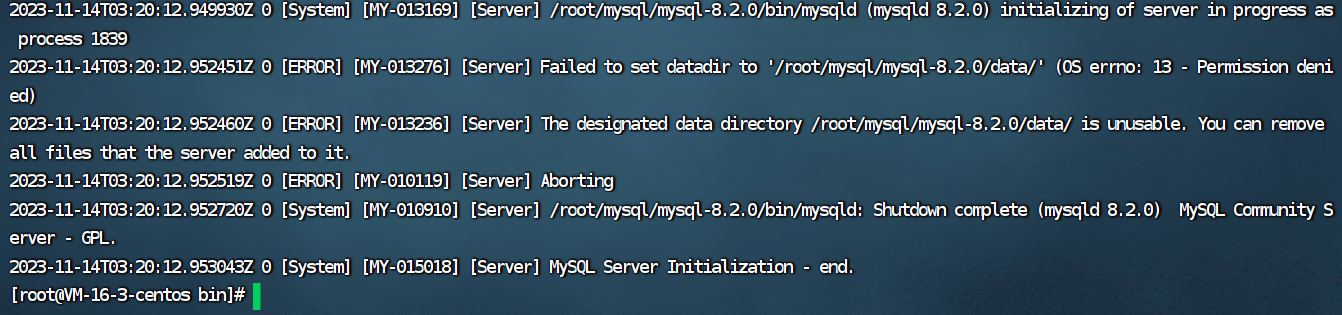 2023-11-14T03:20:12.949930Z 0 [System] [MY-013169] [Server] /root/mysql/mysql-8.2.0/bin/mysqld (mysqld 8.2.0) initializing of server in progress as
 process 1839
2023-11-14T03:20:12.952451Z 0 [ERROR] [MY-013276] [Server] Failed to set datadir to '/root/mysql/mysql-8.2.0/data/' (OS errno: 13 - Permission deni
ed)
2023-11-14T03:20:12.952460Z 0 [ERROR] [MY-013236] [Server] The designated data directory /root/mysql/mysql-8.2.0/data/ is unusable. You can remove
all files that the server added to it.
2023-11-14T03:20:12.952519Z 0 [ERROR] [MY-010119] [Server] Aborting
2023-11-14T03:20:12.952720Z 0 [System] [MY-010910] [Server] /root/mysql/mysql-8.2.0/bin/mysqld: Shutdown complete (mysqld 8.2.0)  MySQL Community S
erver - GPL.
2023-11-14T03:20:12.953043Z 0 [System] [MY-015018] [Server] MySQL Server Initialization - end.
[root@VM-16-3-centos bin]#